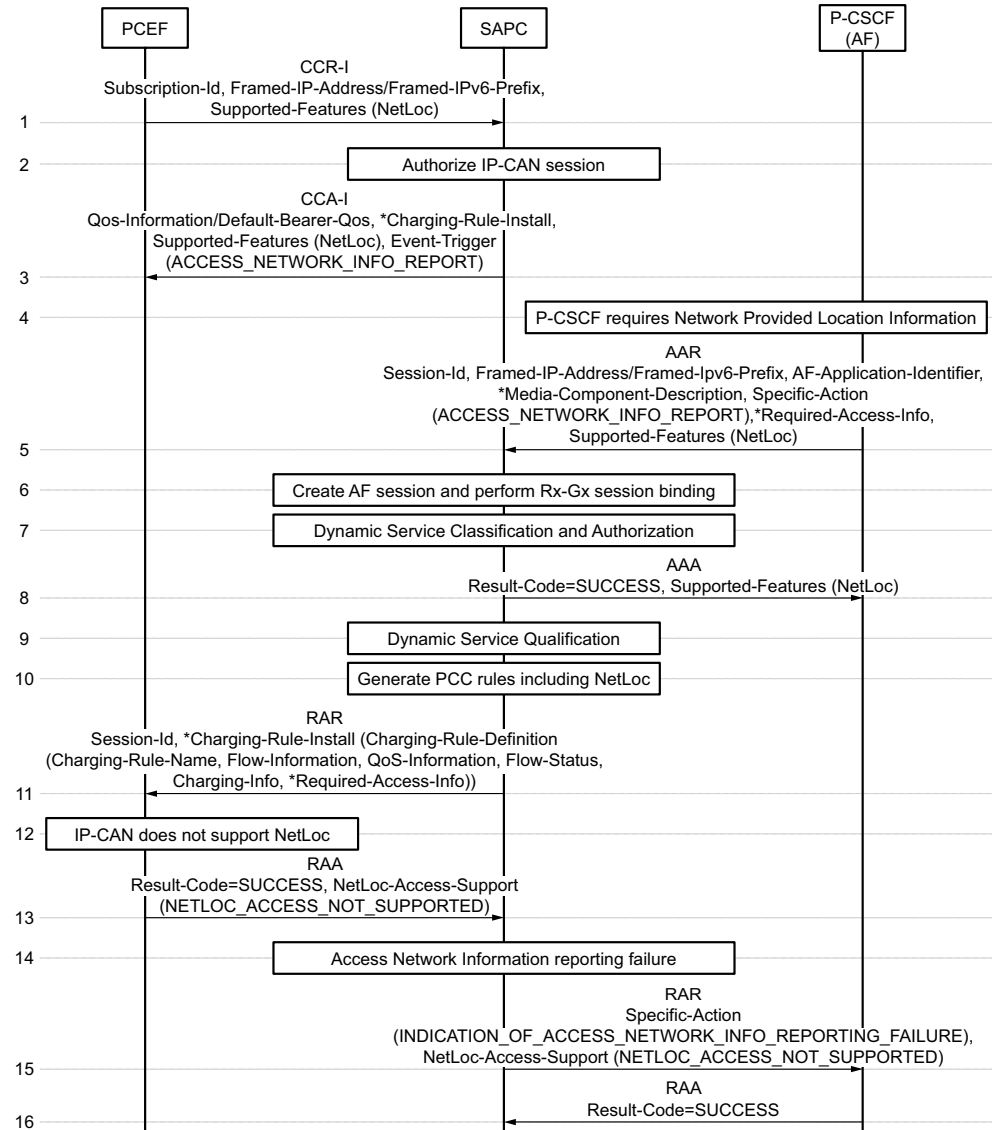 PCEF
SAPC
P-CSCF
(AF)
CCR-I
Subscription-Id, Framed-IP-Address/Framed-IPv6-Prefix,
Supported-Features (NetLoc)
1
2
Authorize IP-CAN session
CCA-I
Qos-Information/Default-Bearer-Qos, *Charging-Rule-Install,
Supported-Features (NetLoc), Event-Trigger
(ACCESS_NETWORK_INFO_REPORT)
3
4
P-CSCF requires Network Provided Location Information
AAR
Session-Id, Framed-IP-Address/Framed-Ipv6-Prefix, AF-Application-Identifier,
*Media-Component-Description, Specific-Action
(ACCESS_NETWORK_INFO_REPORT),*Required-Access-Info,
Supported-Features (NetLoc)
5
6
Create AF session and perform Rx-Gx session binding
7
Dynamic Service Classification and Authorization
AAA
Result-Code=SUCCESS, Supported-Features (NetLoc)
8
9
Dynamic Service Qualification
10
Generate PCC rules including NetLoc
RAR
Session-Id, *Charging-Rule-Install (Charging-Rule-Definition
(Charging-Rule-Name, Flow-Information, QoS-Information, Flow-Status,
Charging-Info, *Required-Access-Info))
11
12
IP-CAN does not support NetLoc
RAA
Result-Code=SUCCESS, NetLoc-Access-Support
(NETLOC_ACCESS_NOT_SUPPORTED)
13
14
Access Network Information reporting failure
RAR
Specific-Action
(INDICATION_OF_ACCESS_NETWORK_INFO_REPORTING_FAILURE),
NetLoc-Access-Support (NETLOC_ACCESS_NOT_SUPPORTED)
15
RAA
Result-Code=SUCCESS
16